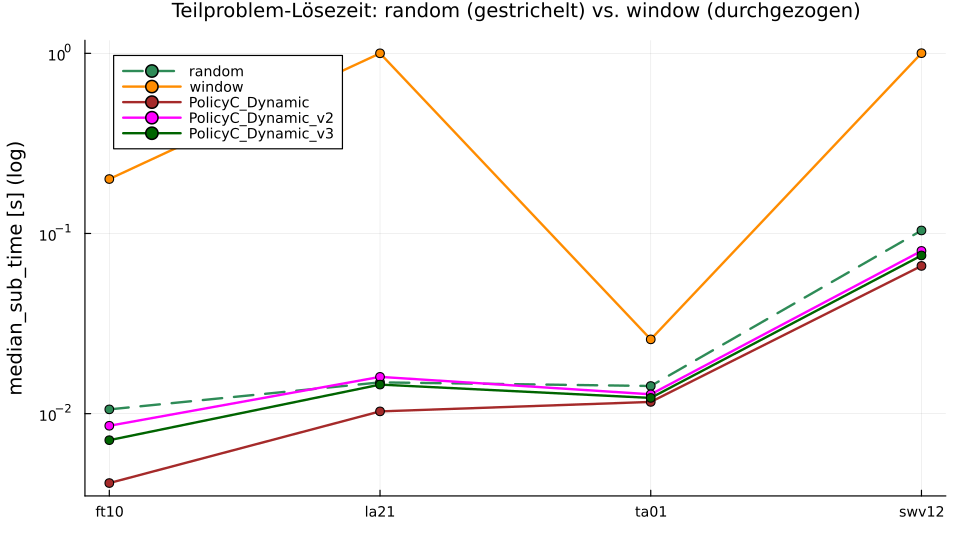 Teilproblem-Lösezeit: random (gestrichelt) vs. window (durchgezogen)
median_sub_time [s] (log)
10⁰
10⁻¹
10⁻²
random
window
PolicyC_Dynamic
PolicyC_Dynamic_v2
PolicyC_Dynamic_v3
ft10
la21
ta01
swv12